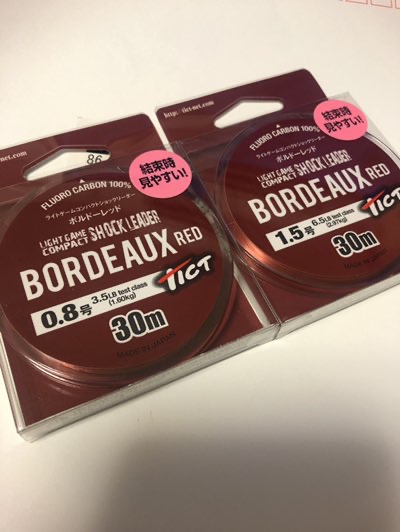 ct-net.com
86
結束時
見やすい!
FLUORO CARBON 100%
ライトゲームコンパクトショックリーダー
ボルドーレッド
LIGHT GAME
COMPACT SHOCK LEADER
BORDEAUX RED
0.8号
3.5LB test class
(1.60kg)
TICT
30m
MADE IN JAPAN
http://tict-net.com
結束時
見やすい!
FLUORO CARBON 100%
ライトゲームコンパクトショックリーダー
ボルドーレッド
LIGHT GAME
COMPACT SHOCK LEADER
BORDEAUX RED
1.5号
6.5LB test class
(2.97kg)
TICT
30m
MADE IN JAPAN